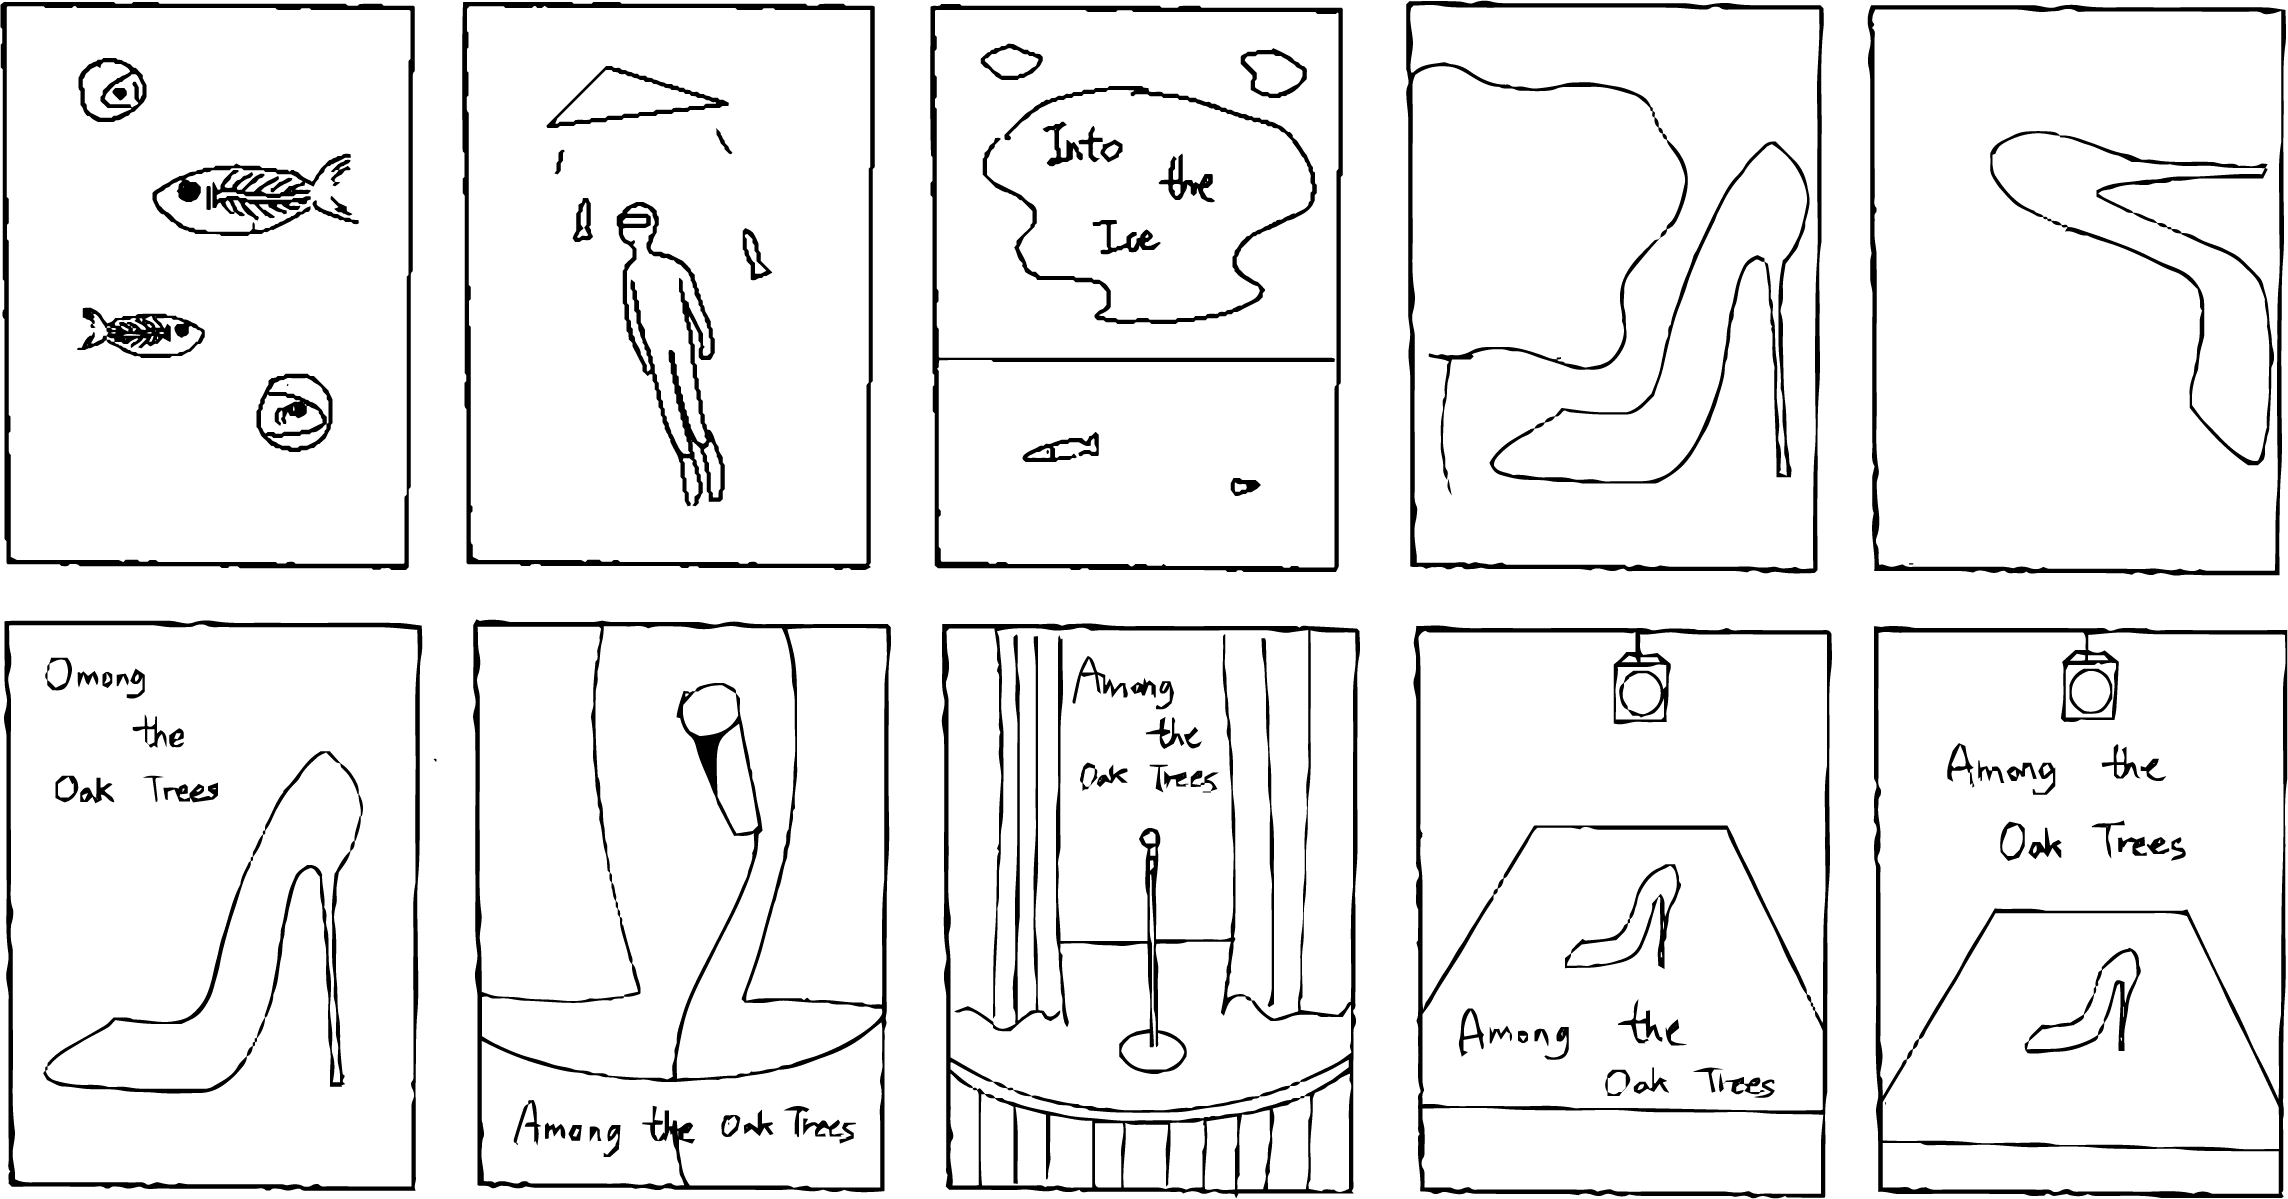 Into
the
Ice
Omong
the
Oak Trees
Among the Oak Trees
Among
the
Oak Trees
Among the
Oak Trees
Among the
Oak Trees